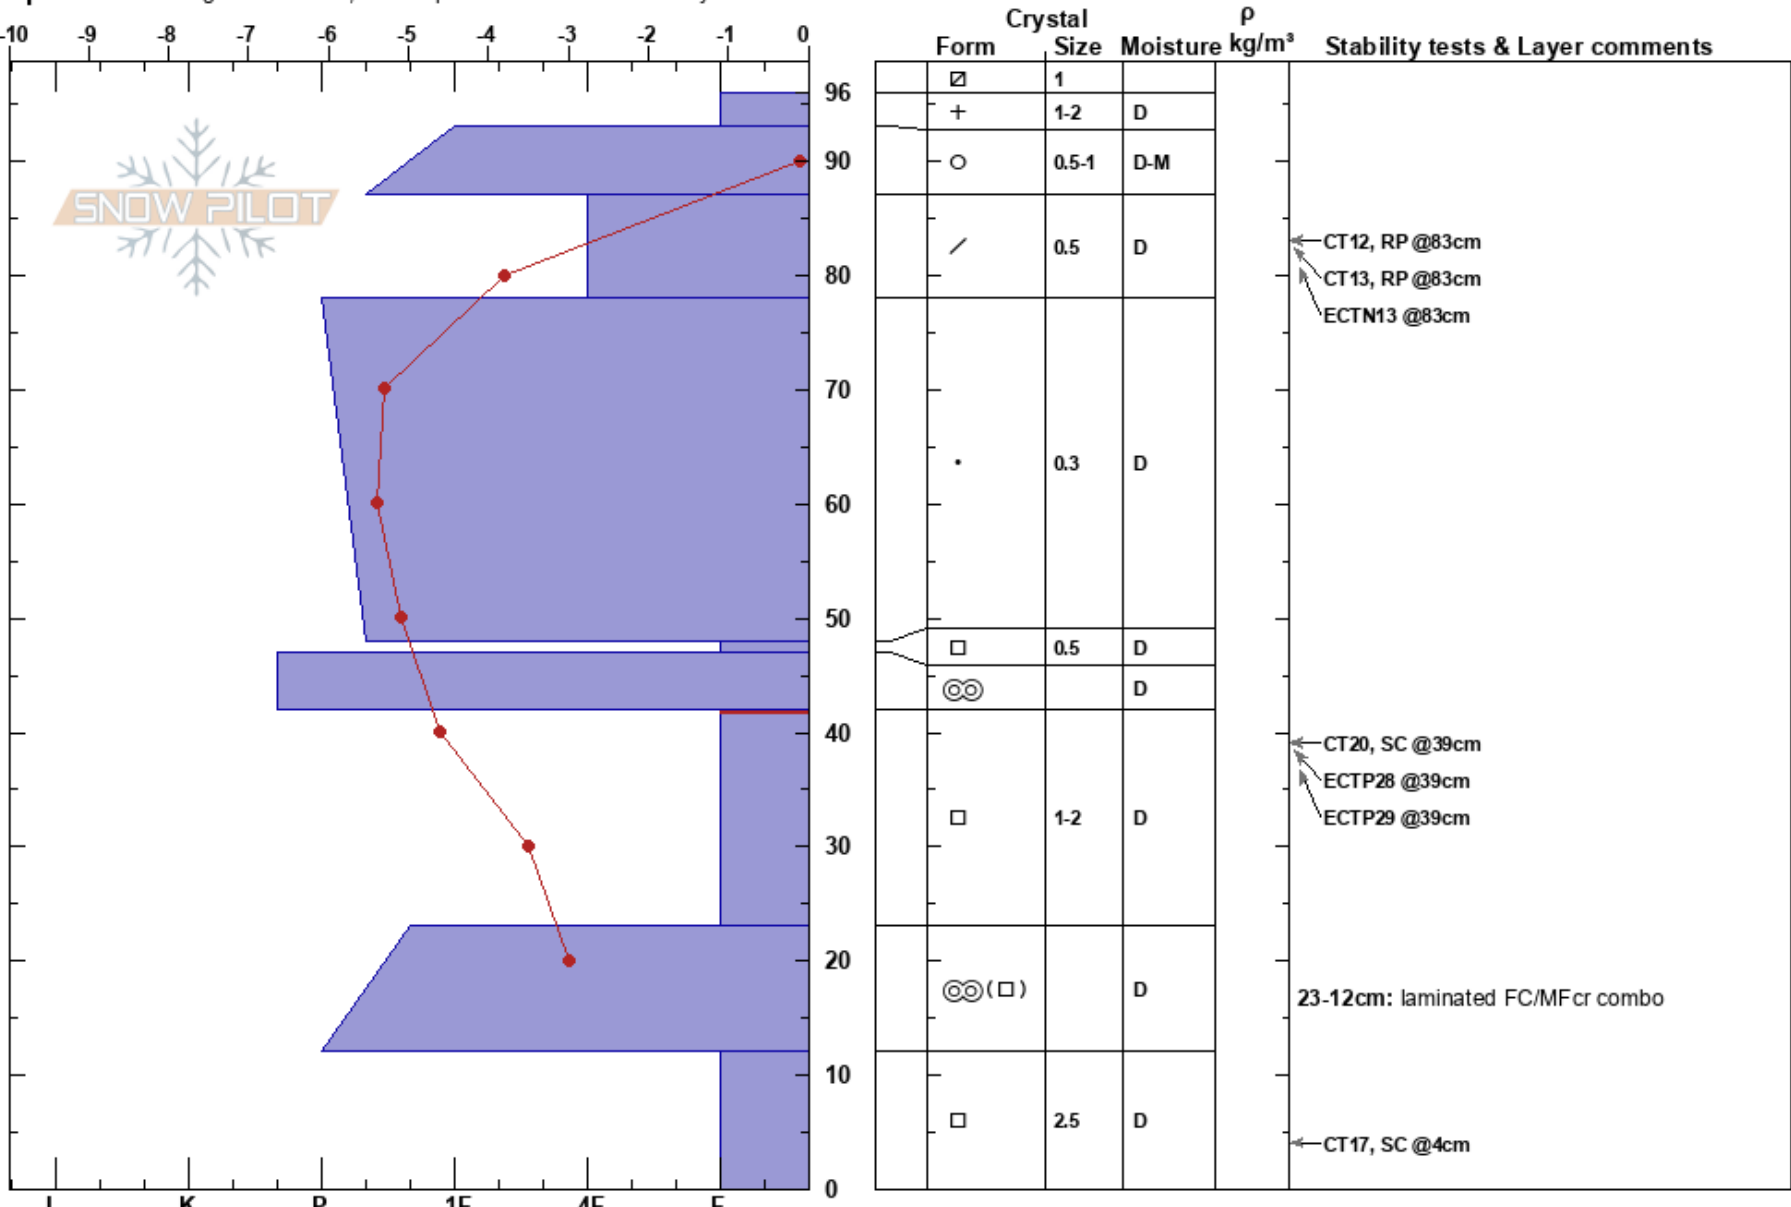 -10 -9 -8 -7 -6 -5 -4 -3 -2 -1 0
Crystal
ρ
Form Size Moisture kg/m³ Stability tests & Layer comments
1
96
+ 1-2 D
SNOW PILOT
90
0.5-1 D-M
0.5 D
CT12, RP @83cm
80
CT13, RP @83cm
ECTN13 @83cm
70
0.3 D
60
50
0.5 D
D
40
CT20, SC @39cm
ECTP28 @39cm
1-2 D
ECTP29 @39cm
30
20
( ) D
23-12cm: laminated FC/MFcr combo
10
2.5 D
CT17, SC @4cm
0
I K P 1F 4F F